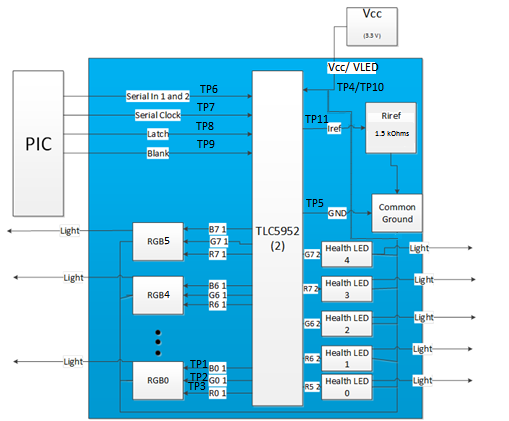 Vcc
(3.3 V)
Vcc/ VLED
TP4/TP10
TP6
Serial In 1 and 2
TP7
Serial Clock
TP8
Latch
TP9
Blank
PIC
TP11
Iref
Riref
1.5 kOhms
TP5
GND
Common
Ground
TLC5952
(2)
Light
RGB5
B7 1
G7 1
R7 1
Light
RGB4
B6 1
G6 1
R6 1
Light
RGB0
TP1
B0 1
TP2
G0 1
TP3
R0 1
G7 2
Health LED
4
Light
R7 2
Health LED
3
Light
G6 2
Health LED
2
Light
R6 2
Health LED
1
Light
R5 2
Health LED
0
Light